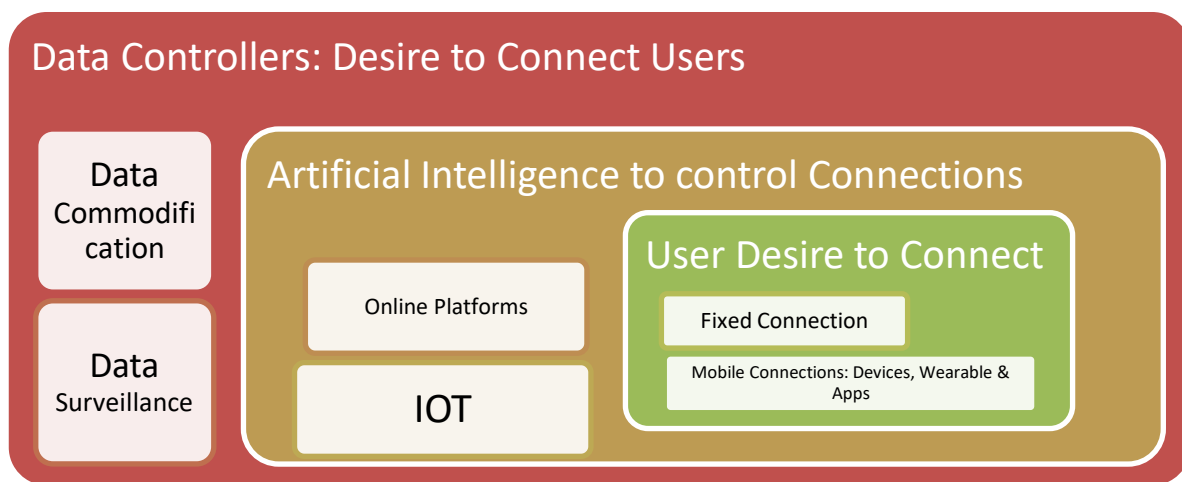 Data Controllers: Desire to Connect Users
Data
Commodifi
cation
Data
Surveillance
Artificial Intelligence to control Connections
Online Platforms
IOT
User Desire to Connect
Fixed Connection
Mobile Connections: Devices, Wearable &
Apps